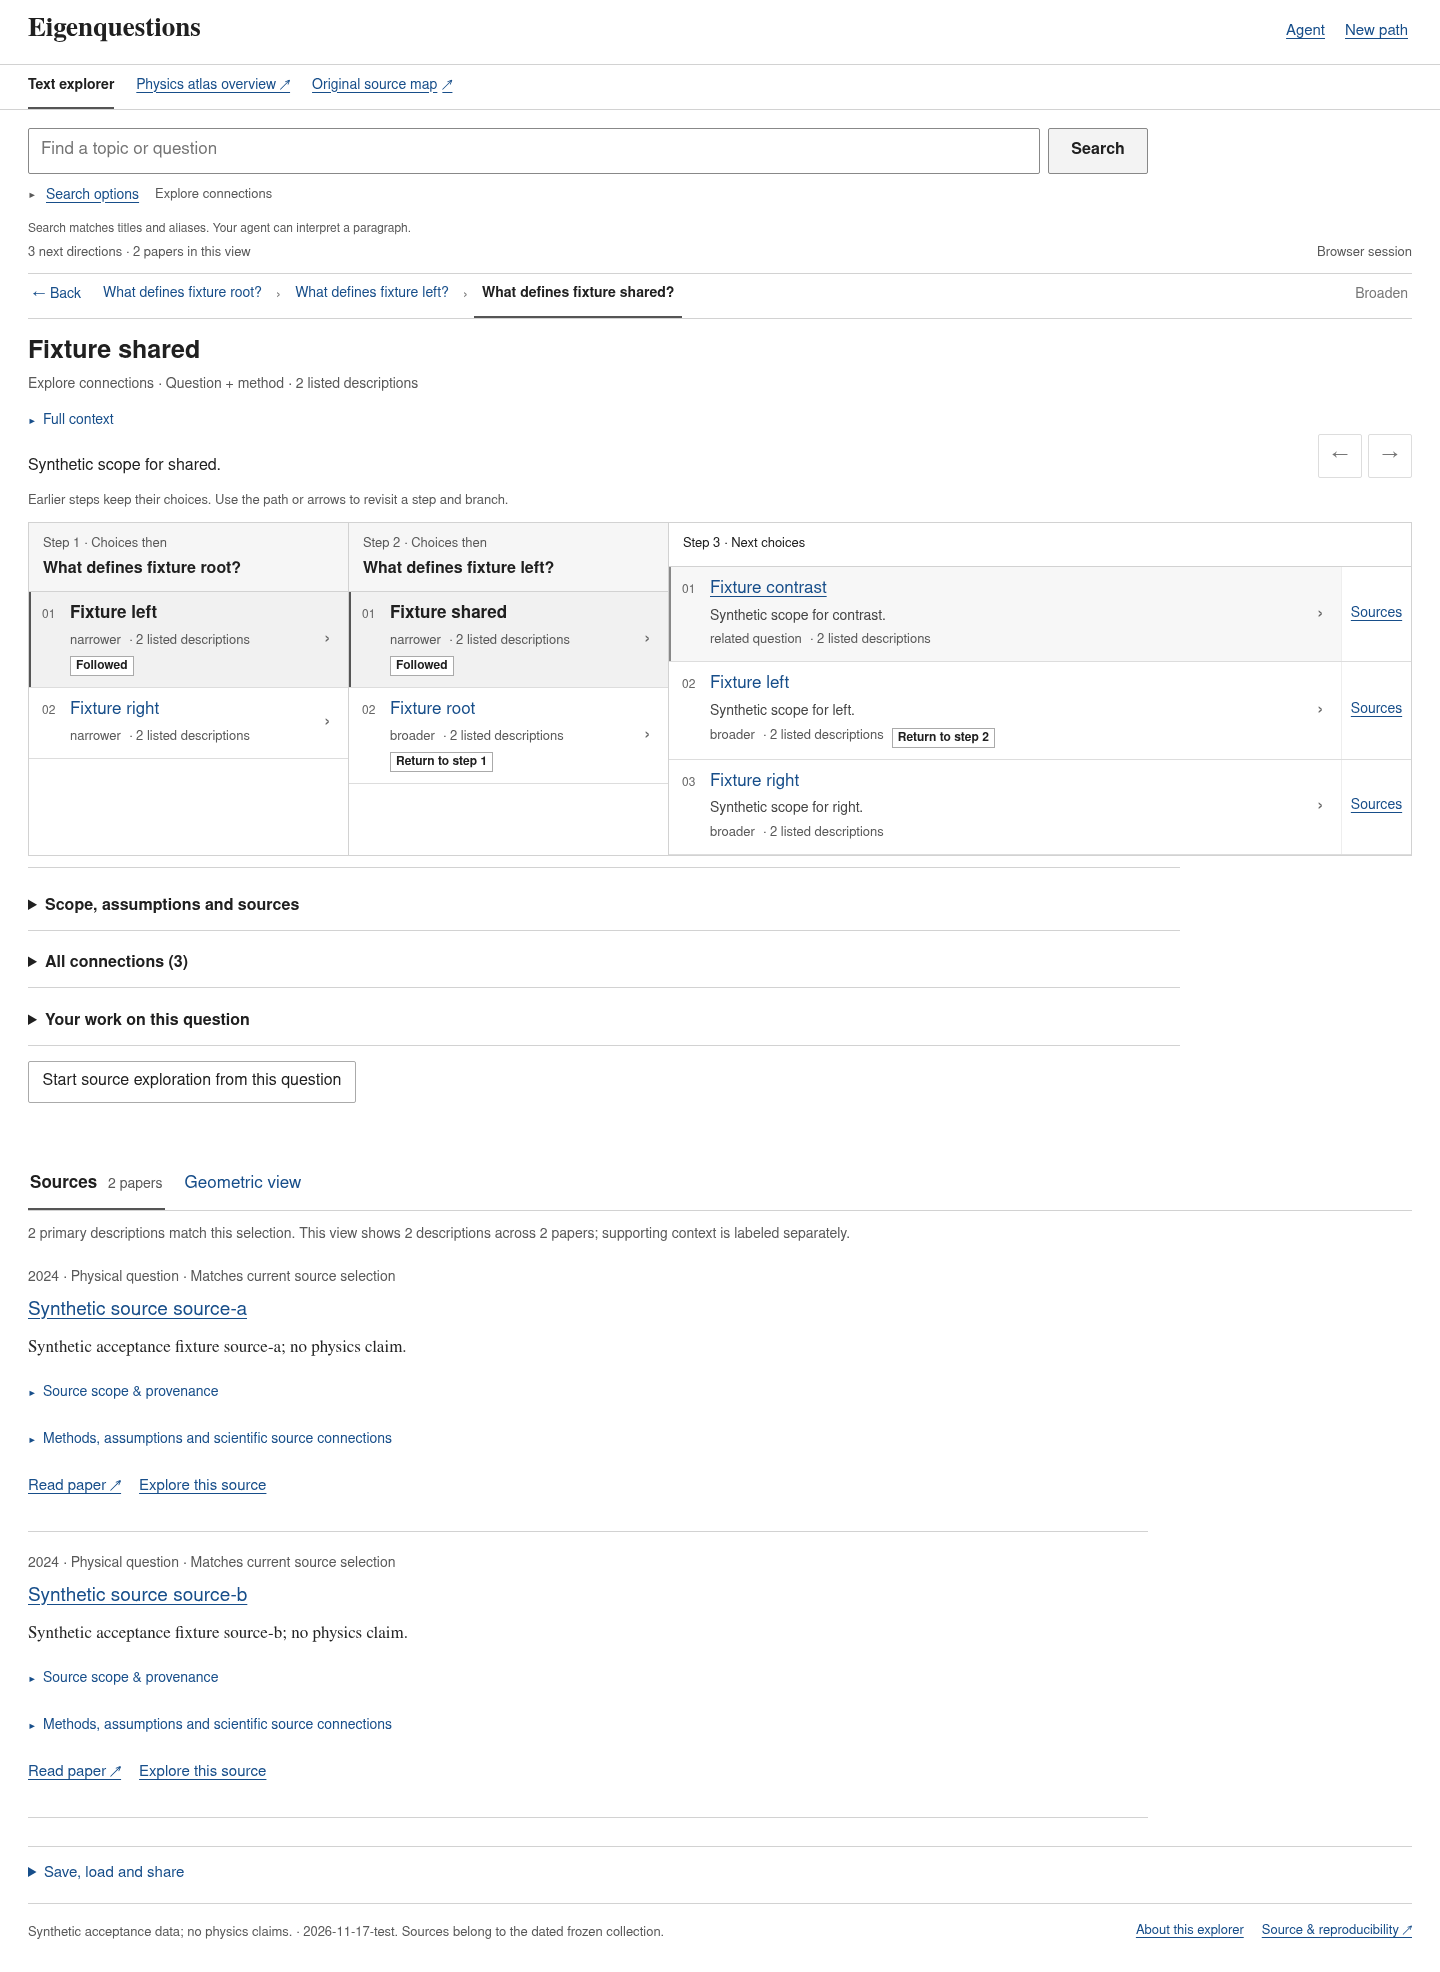 Eigenquestions
Agent New path
Text explorer Physics atlas overview ↗ Original source map ↗
Find a topic or question Search
▸ Search options Explore connections
Search matches titles and aliases. Your agent can interpret a paragraph.
3 next directions · 2 papers in this view Browser session
← Back What defines fixture root? › What defines fixture left? › What defines fixture shared? Broaden
Fixture shared
Explore connections · Question + method · 2 listed descriptions
▸ Full context
← →
Synthetic scope for shared.
Earlier steps keep their choices. Use the path or arrows to revisit a step and branch.
Step 1 · Choices then
What defines fixture root?
01 Fixture left
narrower · 2 listed descriptions ›
Followed
02 Fixture right
narrower · 2 listed descriptions ›
Step 2 · Choices then
What defines fixture left?
01 Fixture shared
narrower · 2 listed descriptions ›
Followed
02 Fixture root
broader · 2 listed descriptions ›
Return to step 1
Step 3 · Next choices
01 Fixture contrast
Synthetic scope for contrast. › Sources
related question · 2 listed descriptions
02 Fixture left
Synthetic scope for left. › Sources
broader · 2 listed descriptions Return to step 2
03 Fixture right
Synthetic scope for right. › Sources
broader · 2 listed descriptions
▶ Scope, assumptions and sources
▶ All connections (3)
▶ Your work on this question
Start source exploration from this question
Sources 2 papers Geometric view
2 primary descriptions match this selection. This view shows 2 descriptions across 2 papers; supporting context is labeled separately.
2024 · Physical question · Matches current source selection
Synthetic source source-a
Synthetic acceptance fixture source-a; no physics claim.
▸ Source scope & provenance
▸ Methods, assumptions and scientific source connections
Read paper ↗ Explore this source
2024 · Physical question · Matches current source selection
Synthetic source source-b
Synthetic acceptance fixture source-b; no physics claim.
▸ Source scope & provenance
▸ Methods, assumptions and scientific source connections
Read paper ↗ Explore this source
▶ Save, load and share
Synthetic acceptance data; no physics claims. · 2026-11-17-test. Sources belong to the dated frozen collection. About this explorer Source & reproducibility ↗